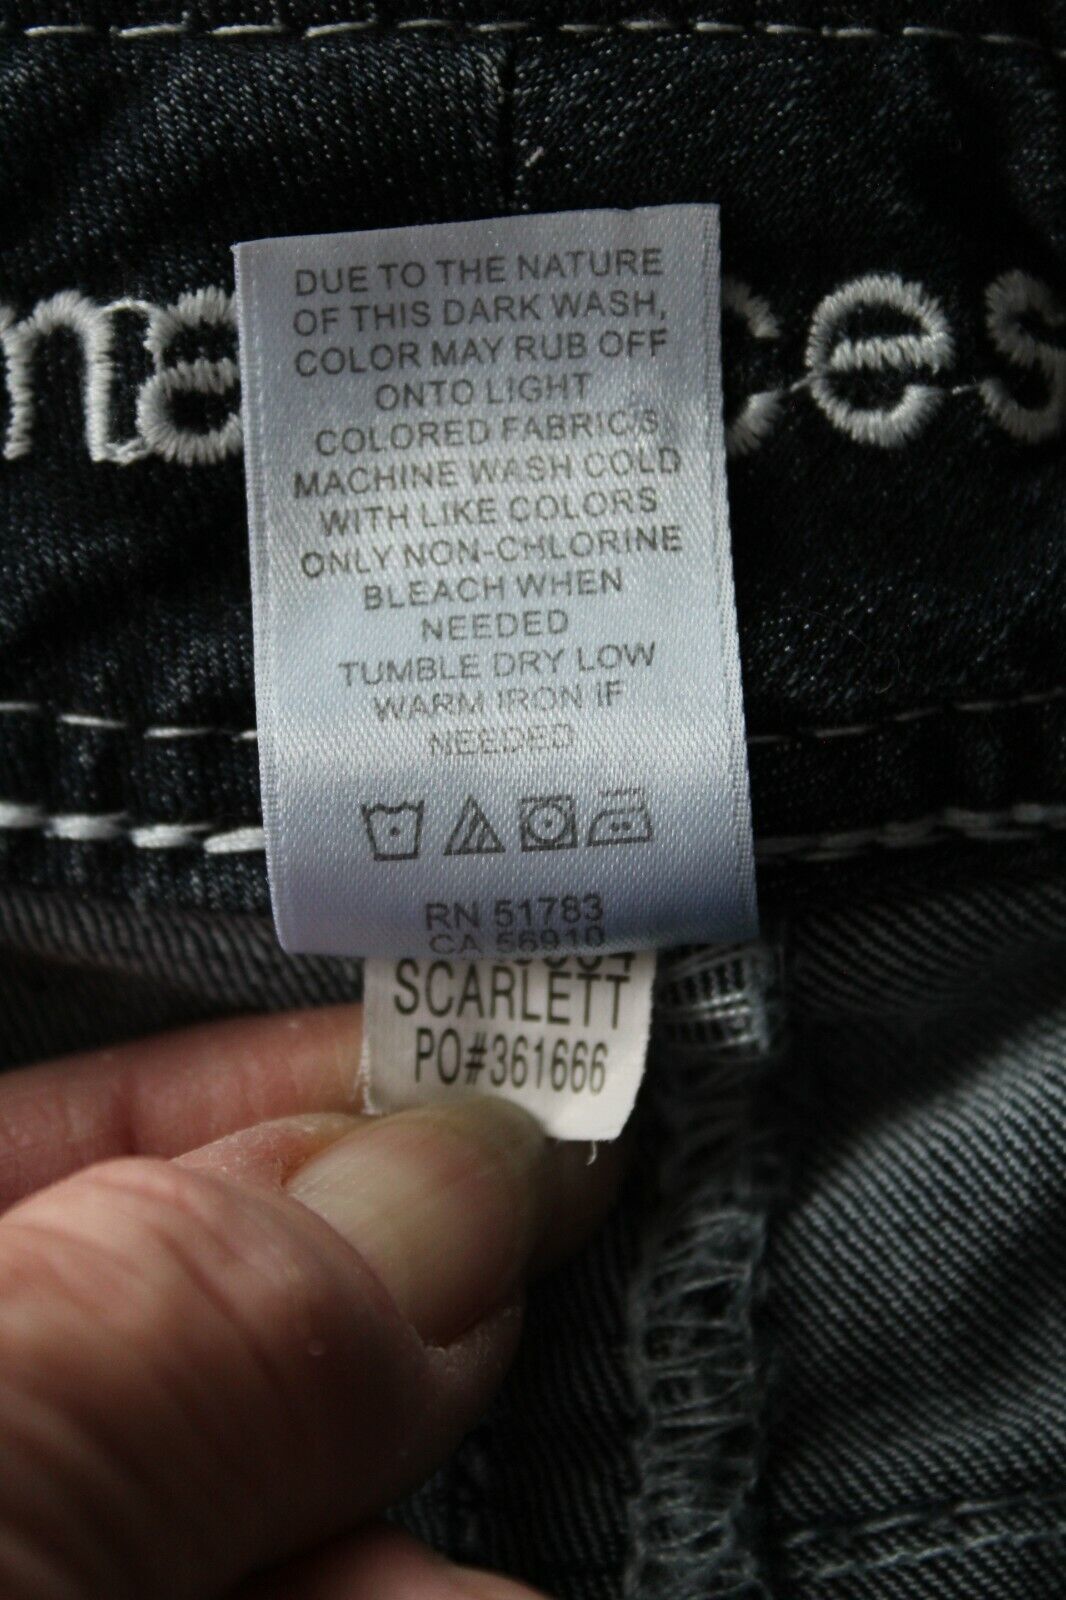 DUE TO THE NATURE
OF THIS DARK WASH,
COLOR MAY RUB OFF
ONTO LIGHT
COLORED FABRIC/S
MACHINE WASH COLD
WITH LIKE COLORS
ONLY NON-CHLORINE
BLEACH WHEN
NEEDED
TUMBLE DRY LOW
WARM IRON IF
NEEDED
RN 51783
CA 56910
SCARLETT
PO#361666